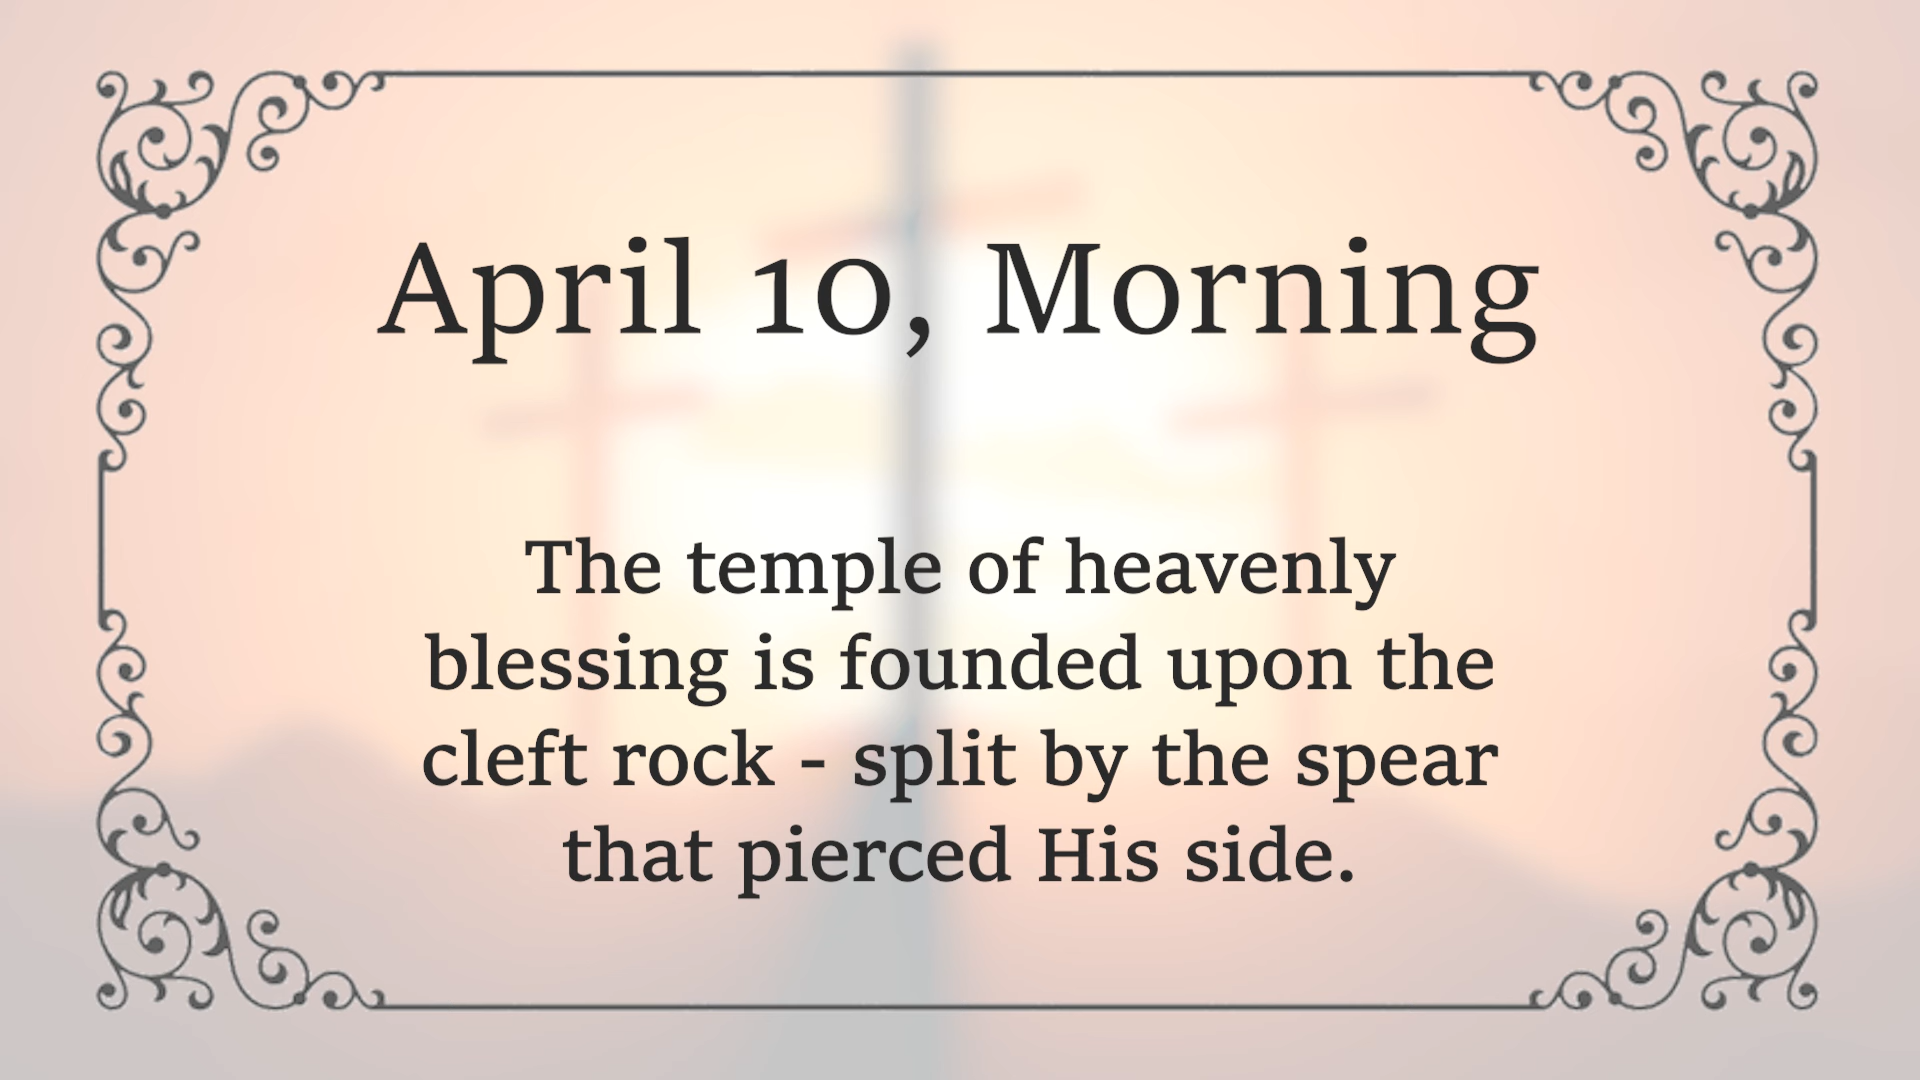 April 10, Morning
The temple of heavenly
blessing is founded upon the
cleft rock - split by the spear
that pierced His side.